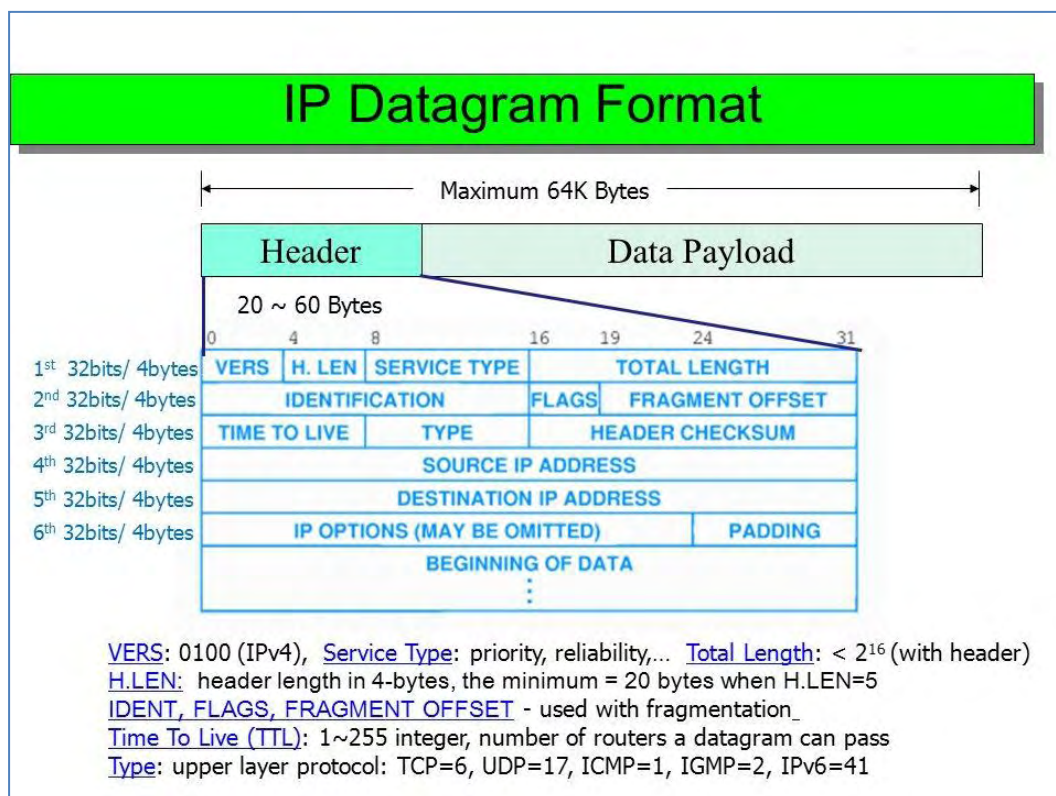 IP Datagram Format
Maximum 64K Bytes
Header Data Payload
20 ~ 60 Bytes
0 4 8 16 19 24 31
1st 32bits/ 4bytes VERS H. LEN SERVICE TYPE TOTAL LENGTH
2nd 32bits/ 4bytes IDENTIFICATION FLAGS FRAGMENT OFFSET
3rd 32bits/ 4bytes TIME TO LIVE TYPE HEADER CHECKSUM
4th 32bits/ 4bytes SOURCE IP ADDRESS
5th 32bits/ 4bytes DESTINATION IP ADDRESS
6th 32bits/ 4bytes IP OPTIONS (MAY BE OMITTED) PADDING
BEGINNING OF DATA
⋮
VERS: 0100 (IPv4), Service Type: priority, reliability,... Total Length: < 2¹⁶ (with header)
H.LEN: header length in 4-bytes, the minimum = 20 bytes when H.LEN=5
IDENT, FLAGS, FRAGMENT OFFSET - used with fragmentation
Time To Live (TTL): 1~255 integer, number of routers a datagram can pass
Type: upper layer protocol: TCP=6, UDP=17, ICMP=1, IGMP=2, IPv6=41